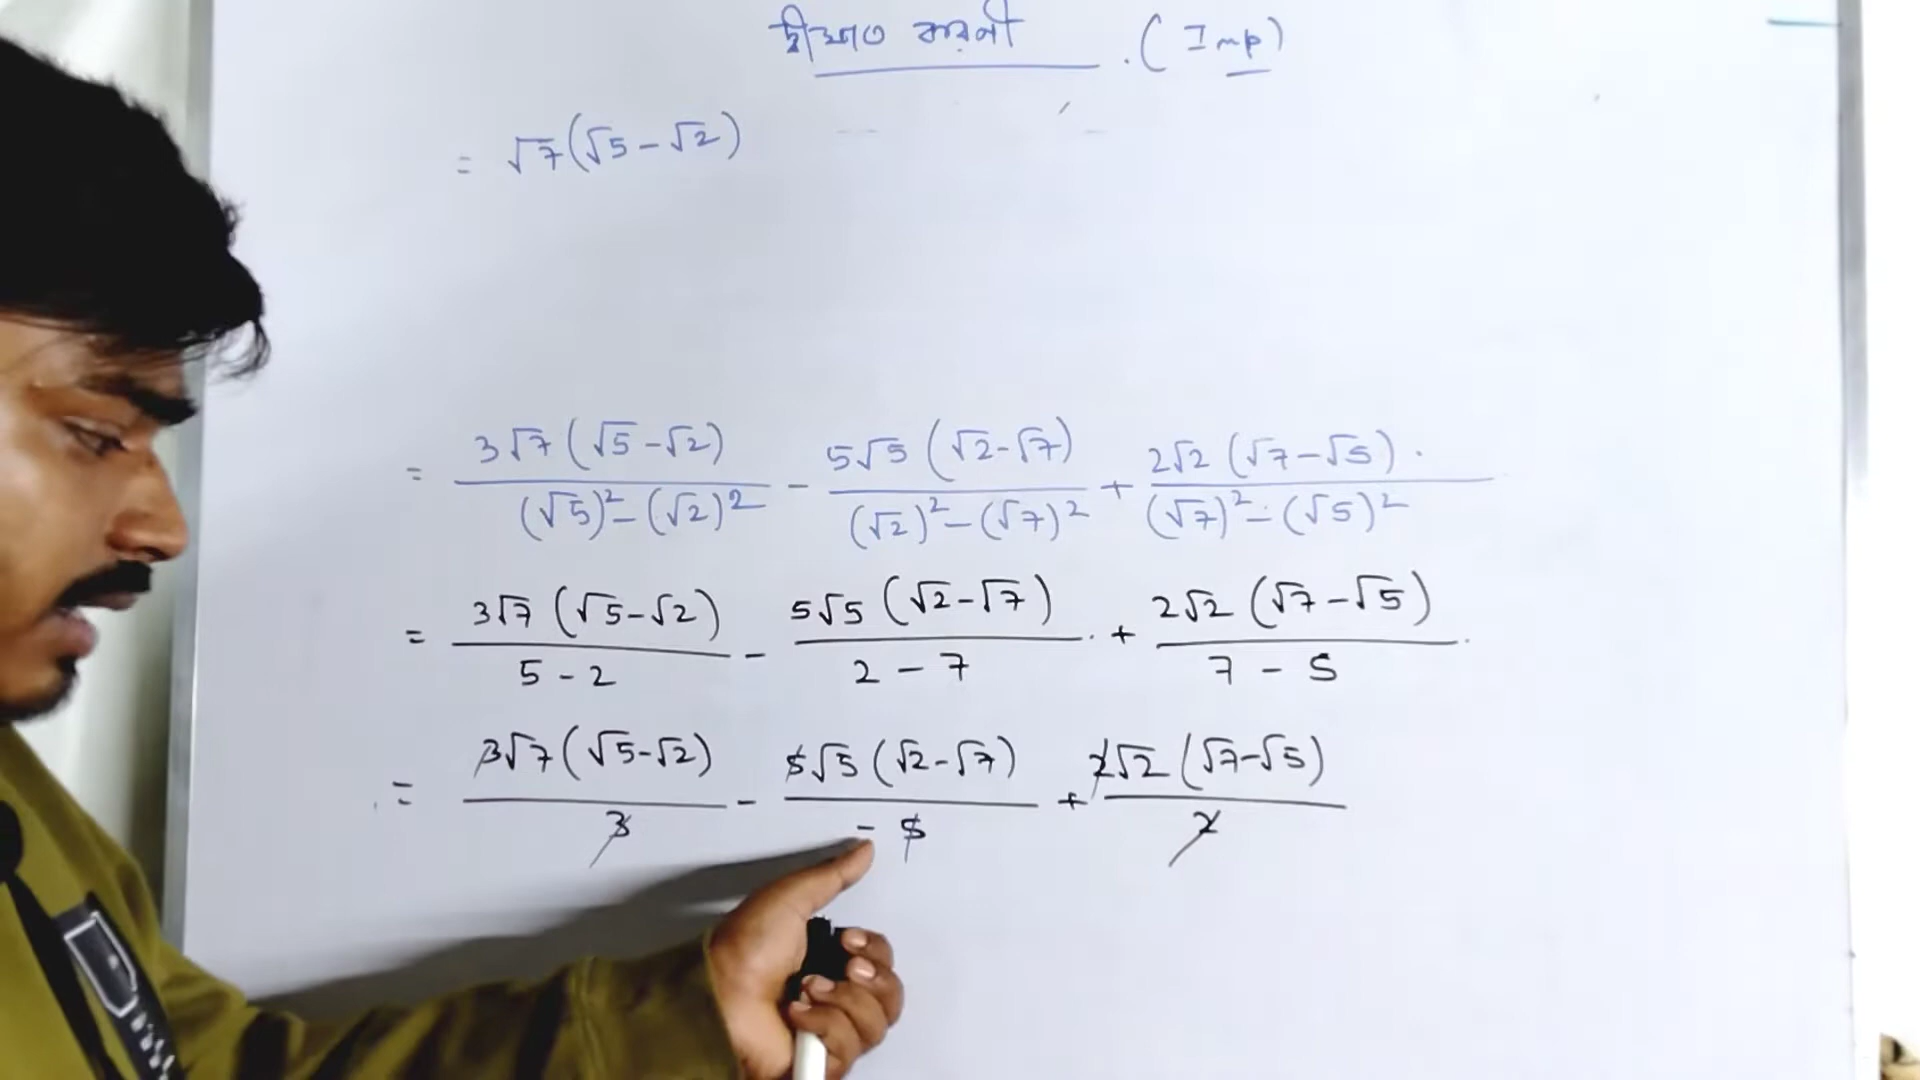 দ্বীঘাত করণী . (Imp)
= √7(√5-√2)
= 3√7(√5-√2)/(√5)²-(√2)² - 5√5(√2-√7)/(√2)²-(√7)² + 2√2(√7-√5)/(√7)²-(√5)² .
= 3√7(√5-√2)/5-2 - 5√5(√2-√7)/2-7 . + 2√2(√7-√5)/7-5 .
= 3√7(√5-√2)/3 - 5√5(√2-√7)/-5 + 2√2(√7-√5)/2